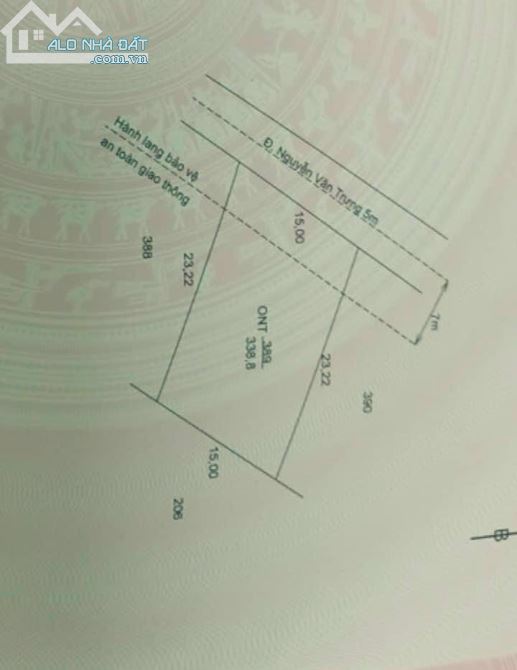 ALO NHÀ ĐẤT
.com.vn
Đ. Nguyễn Văn Trưng 5m
Hành lang bảo vệ
an toàn giao thông
15,00
7m
388
23,22
ONT 389
338,8
23,22
390
15,00
206
B